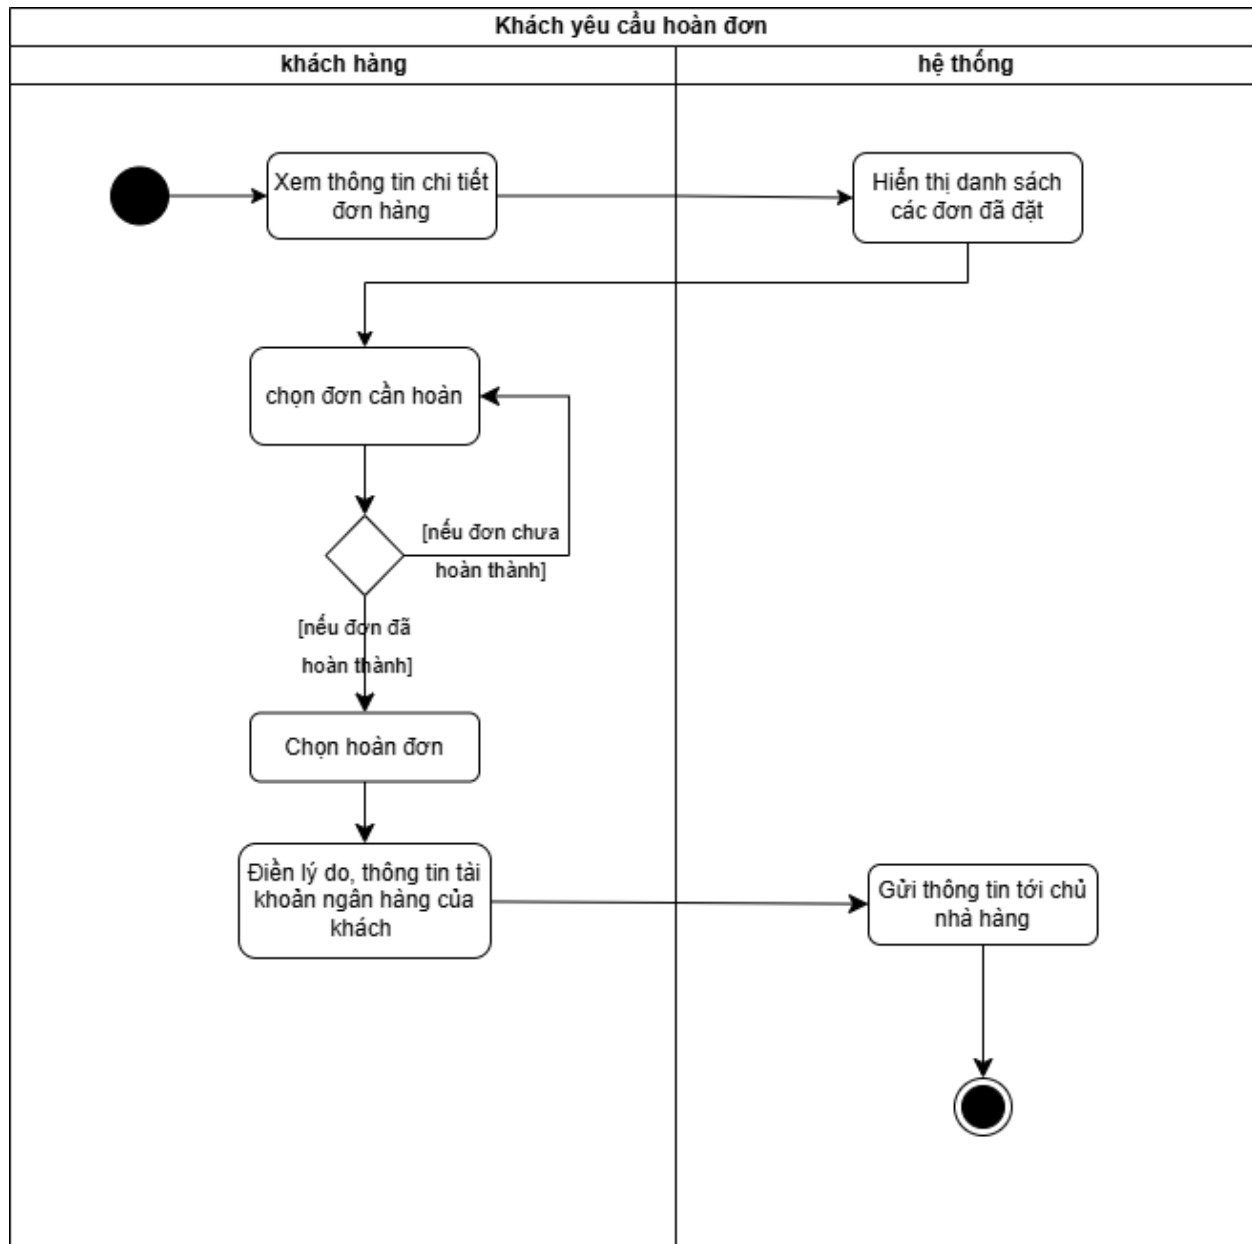 Khách yêu cầu hoàn đơn
khách hàng
hệ thống
Xem thông tin chi tiết
đơn hàng
Hiển thị danh sách
các đơn đã đặt
chọn đơn cần hoàn
[nếu đơn chưa
hoàn thành]
[nếu đơn đã
hoàn thành]
Chọn hoàn đơn
Điền lý do, thông tin tài
khoản ngân hàng của
khách
Gửi thông tin tới chủ
nhà hàng